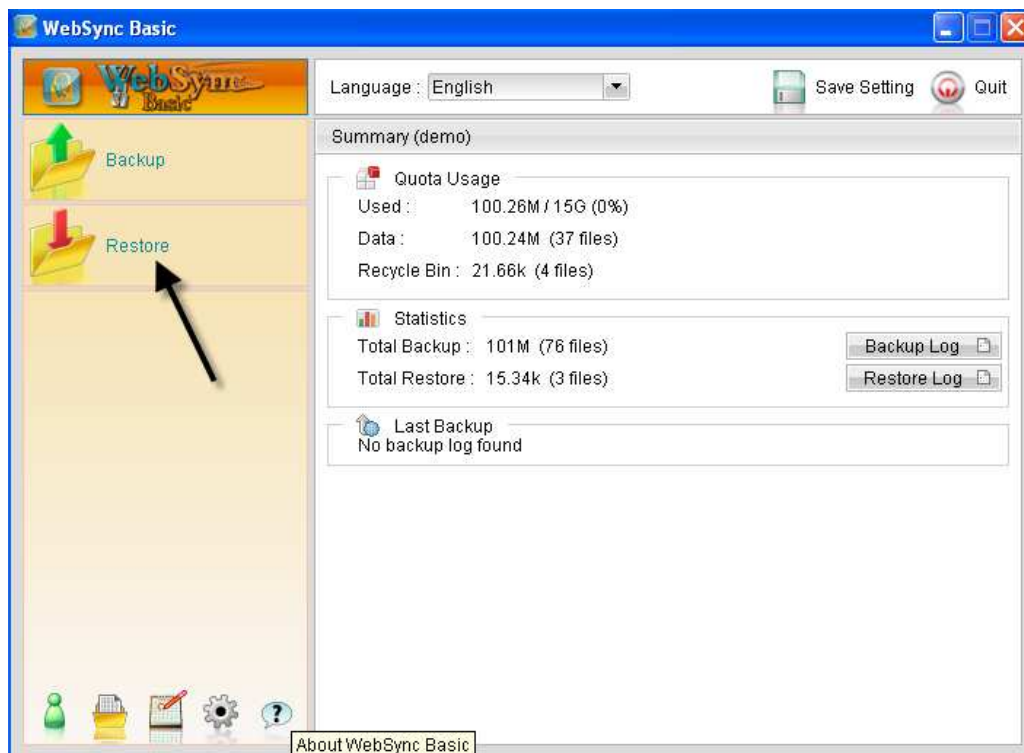 WebSync Basic
WebSync
Basic
Language : English
Save Setting
Quit
Backup
Restore
Summary (demo)
Quota Usage
Used : 100.26M / 15G (0%)
Data : 100.24M (37 files)
Recycle Bin : 21.66k (4 files)
Statistics
Total Backup : 101M (76 files)
Backup Log
Total Restore : 15.34k (3 files)
Restore Log
Last Backup
No backup log found
About WebSync Basic